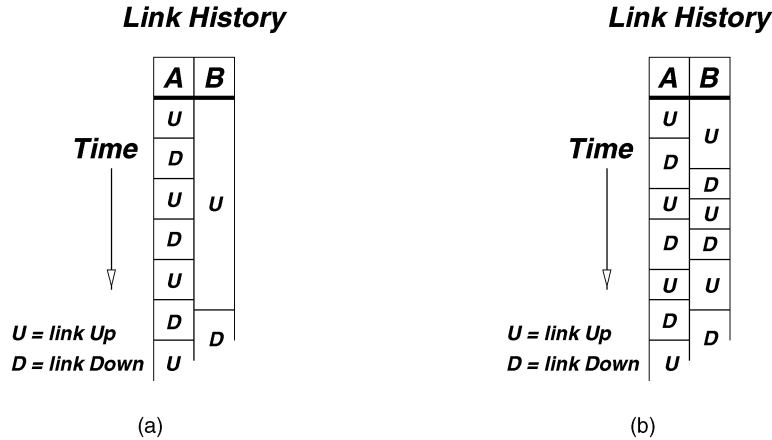 Link History
A B
U
D
U
D
U
D
U
U
D
Time
U = link Up
D = link Down
(a)
Link History
A B
U
D
U
D
U
D
U
U
D
U
D
U
D
Time
U = link Up
D = link Down
(b)